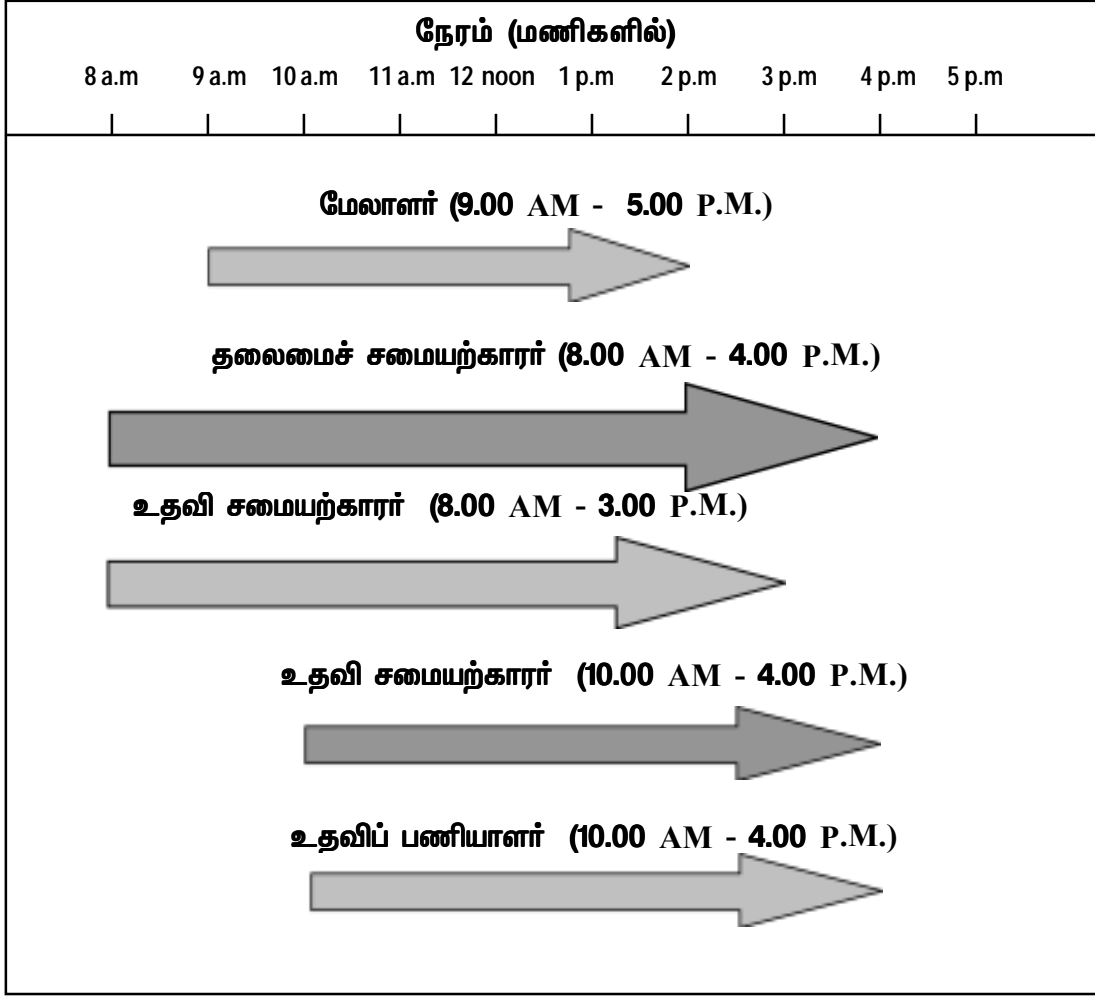 நேரம் (மணிகளில்)
8 a.m 9 a.m 10 a.m 11 a.m 12 noon 1 p.m 2 p.m 3 p.m 4 p.m 5 p.m
மேலாளர் (9.00 AM - 5.00 P.M.)
தலைமைச் சமையற்காரர் (8.00 AM - 4.00 P.M.)
உதவி சமையற்காரர் (8.00 AM - 3.00 P.M.)
உதவி சமையற்காரர் (10.00 AM - 4.00 P.M.)
உதவிப் பணியாளர் (10.00 AM - 4.00 P.M.)